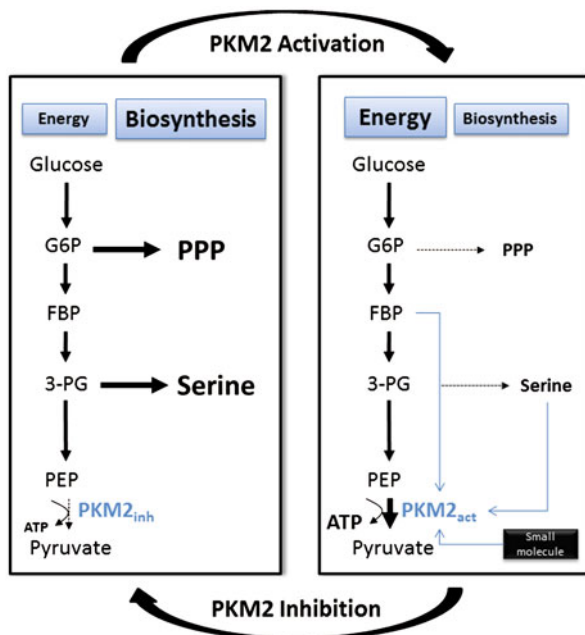 PKM2 Activation
Energy
Biosynthesis
Glucose
G6P
PPP
FBP
3-PG
Serine
PEP
PKM2inh
ATP
Pyruvate
Energy
Biosynthesis
Glucose
G6P
PPP
FBP
3-PG
Serine
PEP
ATP
PKM2act
Pyruvate
Small
molecule
PKM2 Inhibition